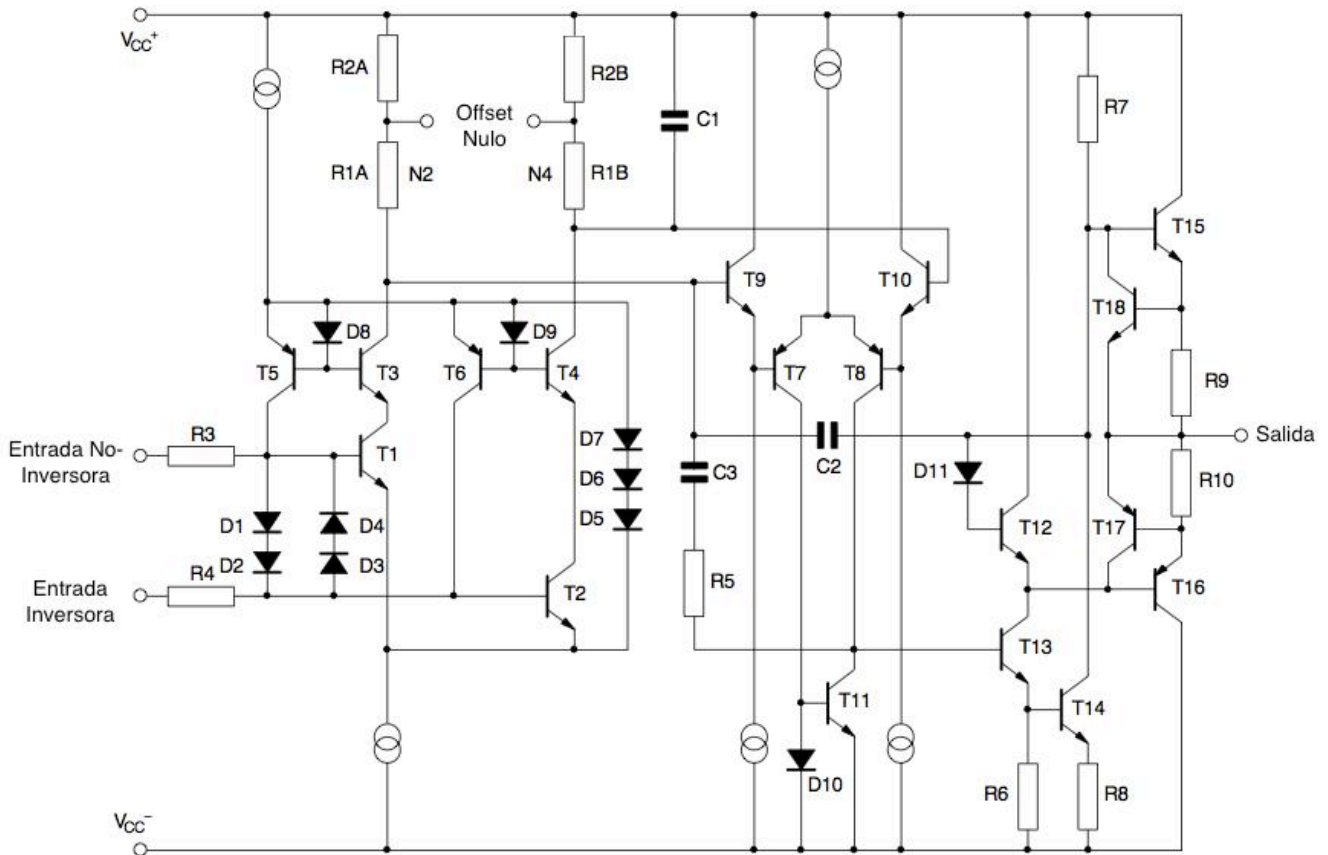 V_CC+
R2A
R2B
Offset
Nulo
C1
R7
R1A
N2
N4
R1B
T15
T9
T10
T18
D8
D9
T5
T3
T6
T4
T7
T8
R9
D7
Entrada No-
Inversora
R3
T1
D6
C3
C2
D11
Salida
R10
D1
D4
D5
T12
T17
D2
D3
Entrada
Inversora
R4
T2
R5
T16
T13
T11
T14
D10
R6
R8
V_CC−